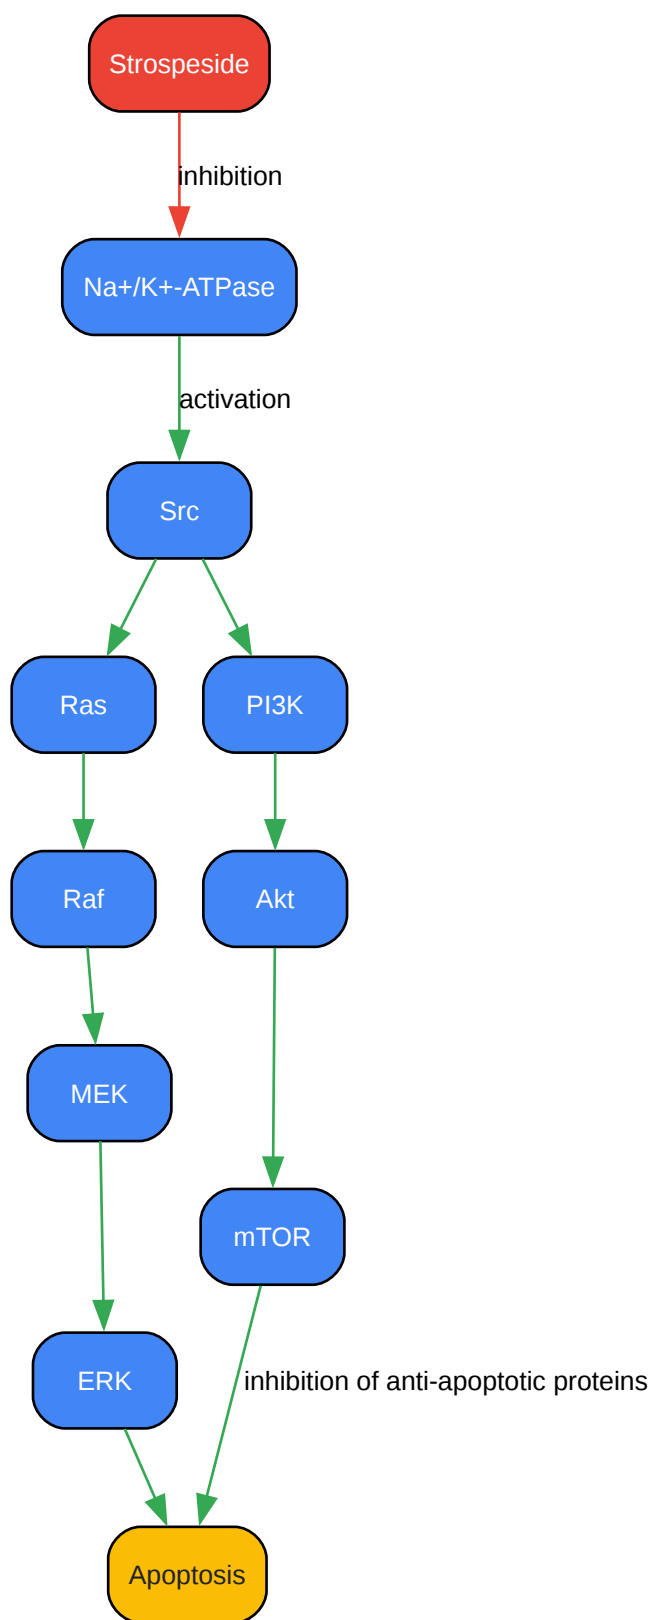 Strospeside
inhibition
Na+/K+-ATPase
activation
Src
Ras
PI3K
Raf
Akt
MEK
mTOR
ERK
inhibition of anti-apoptotic proteins
Apoptosis